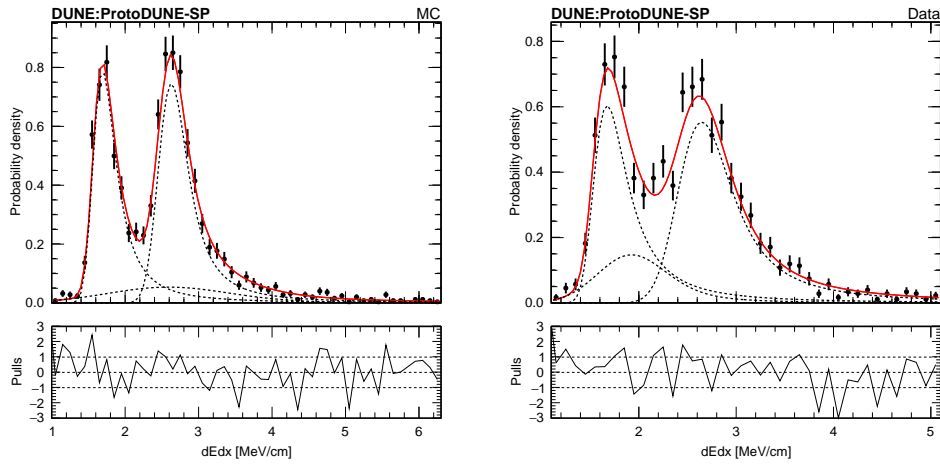 DUNE:ProtoDUNE-SP MC
Probability density
0.8
0.6
0.4
0.2
0.0
Pulls
3
2
1
0
−1
−2
−3
1 2 3 4 5 6
dEdx [MeV/cm]
DUNE:ProtoDUNE-SP Data
Probability density
0.8
0.6
0.4
0.2
0.0
Pulls
3
2
1
0
−1
−2
−3
2 3 4 5
dEdx [MeV/cm]